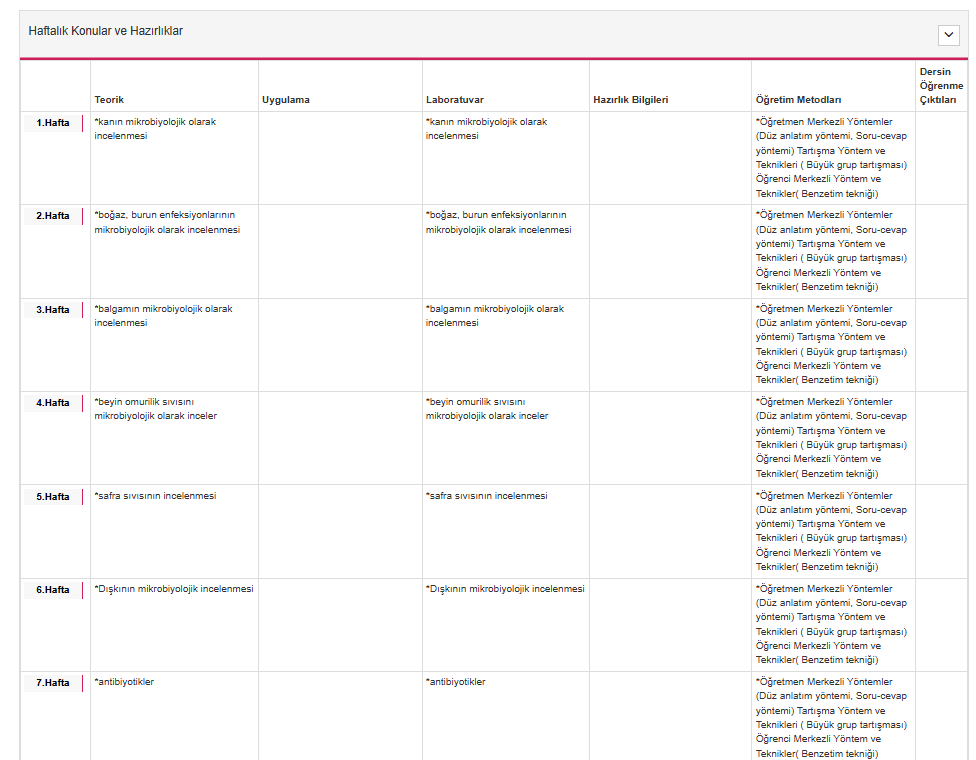 Haftalık Konular ve Hazırlıklar
Teorik
Uygulama
Laboratuvar
Hazırlık Bilgileri
Öğretim Metodları
Dersin
Öğrenme
Çıktıları
1.Hafta
*kanın mikrobiyolojik olarak
incelenmesi
*kanın mikrobiyolojik olarak
incelenmesi
*Öğretmen Merkezli Yöntemler
(Düz anlatım yöntemi, Soru-cevap
yöntemi) Tartışma Yöntem ve
Teknikleri ( Büyük grup tartışması)
Öğrenci Merkezli Yöntem ve
Teknikler( Benzetim tekniği)
2.Hafta
*boğaz, burun enfeksiyonlarının
mikrobiyolojik olarak incelenmesi
*boğaz, burun enfeksiyonlarının
mikrobiyolojik olarak incelenmesi
*Öğretmen Merkezli Yöntemler
(Düz anlatım yöntemi, Soru-cevap
yöntemi) Tartışma Yöntem ve
Teknikleri ( Büyük grup tartışması)
Öğrenci Merkezli Yöntem ve
Teknikler( Benzetim tekniği)
3.Hafta
*balgamın mikrobiyolojik olarak
incelenmesi
*balgamın mikrobiyolojik olarak
incelenmesi
*Öğretmen Merkezli Yöntemler
(Düz anlatım yöntemi, Soru-cevap
yöntemi) Tartışma Yöntem ve
Teknikleri ( Büyük grup tartışması)
Öğrenci Merkezli Yöntem ve
Teknikler( Benzetim tekniği)
4.Hafta
*beyin omurilik sıvısını
mikrobiyolojik olarak inceler
*beyin omurilik sıvısını
mikrobiyolojik olarak inceler
*Öğretmen Merkezli Yöntemler
(Düz anlatım yöntemi, Soru-cevap
yöntemi) Tartışma Yöntem ve
Teknikleri ( Büyük grup tartışması)
Öğrenci Merkezli Yöntem ve
Teknikler( Benzetim tekniği)
5.Hafta
*safra sıvısının incelenmesi
*safra sıvısının incelenmesi
*Öğretmen Merkezli Yöntemler
(Düz anlatım yöntemi, Soru-cevap
yöntemi) Tartışma Yöntem ve
Teknikleri ( Büyük grup tartışması)
Öğrenci Merkezli Yöntem ve
Teknikler( Benzetim tekniği)
6.Hafta
*Dışkının mikrobiyolojik incelenmesi
*Dışkının mikrobiyolojik incelenmesi
*Öğretmen Merkezli Yöntemler
(Düz anlatım yöntemi, Soru-cevap
yöntemi) Tartışma Yöntem ve
Teknikleri ( Büyük grup tartışması)
Öğrenci Merkezli Yöntem ve
Teknikler( Benzetim tekniği)
7.Hafta
*antibiyotikler
*antibiyotikler
*Öğretmen Merkezli Yöntemler
(Düz anlatım yöntemi, Soru-cevap
yöntemi) Tartışma Yöntem ve
Teknikleri ( Büyük grup tartışması)
Öğrenci Merkezli Yöntem ve
Teknikler( Benzetim tekniği)